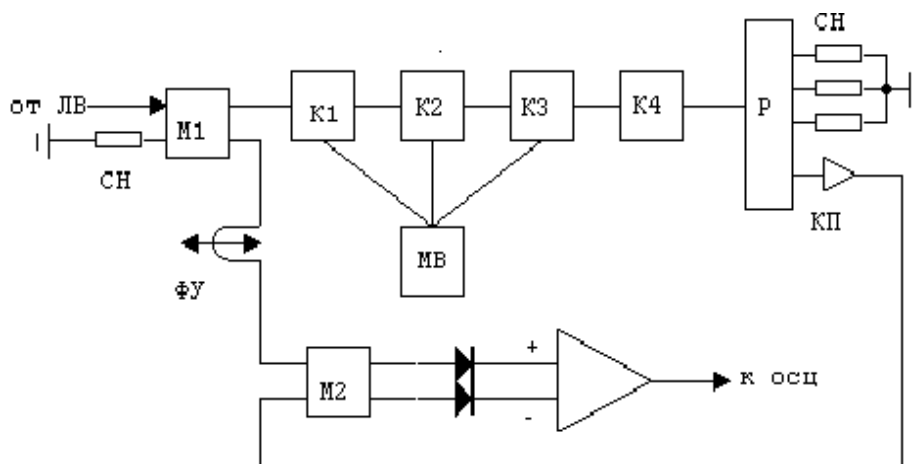 СН
от ЛВ
М1
К1
К2
К3
К4
Р
СН
КП
МВ
ФУ
М2
+
-
к осц